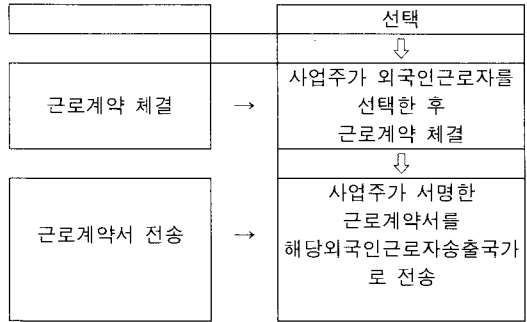 선택
⇩
근로계약 체결
→
사업주가 외국인근로자를
선택한 후
근로계약 체결
⇩
근로계약서 전송
→
사업주가 서명한
근로계약서를
해당외국인근로자송출국가
로 전송